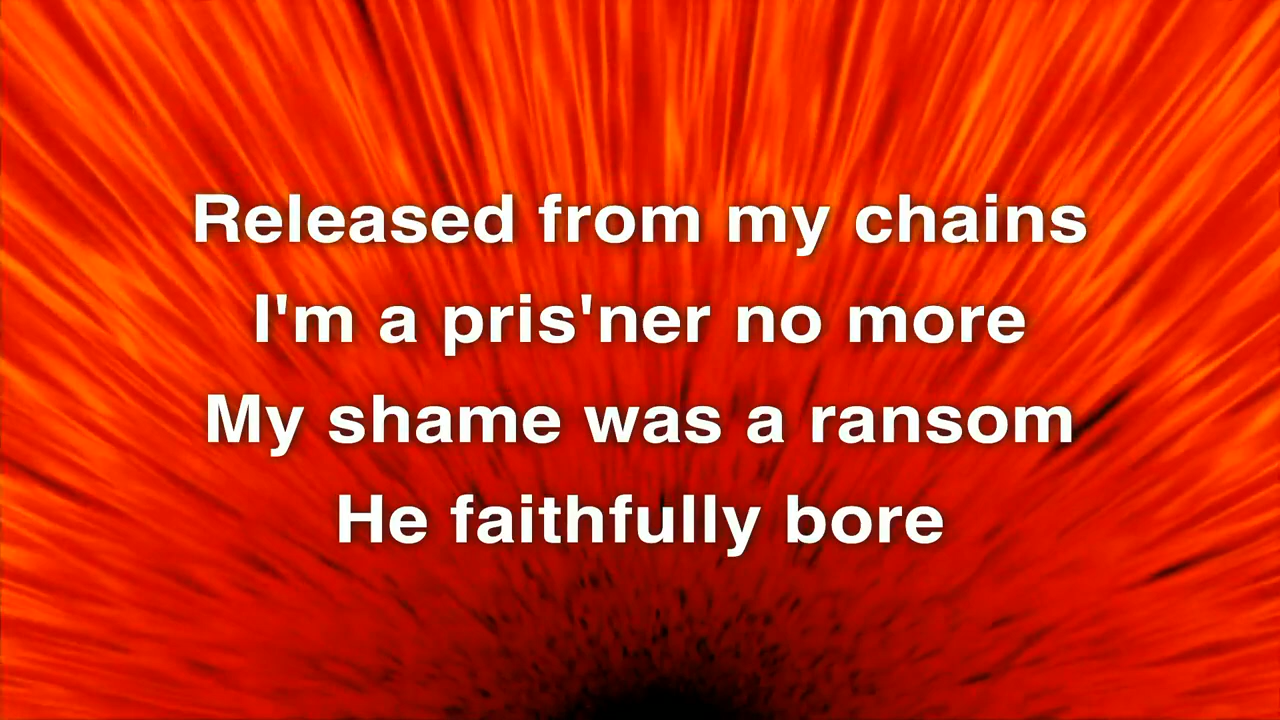 Released from my chains
I'm a pris'ner no more
My shame was a ransom
He faithfully bore